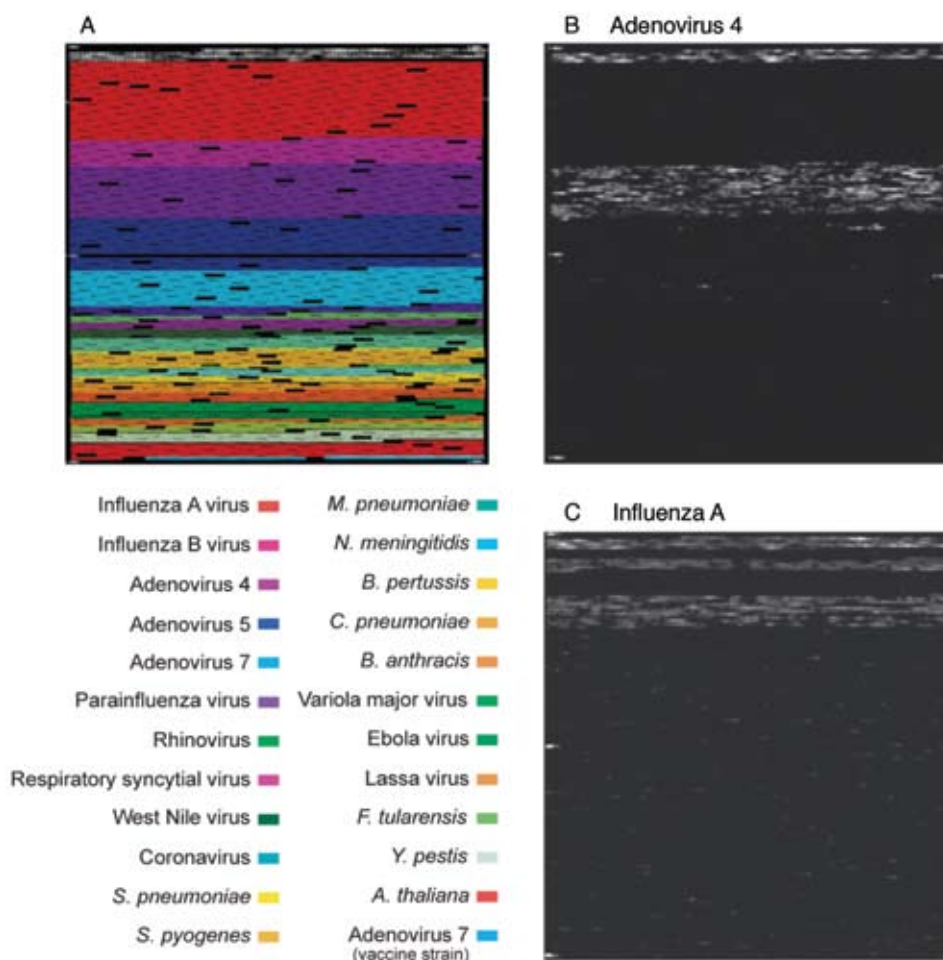 A
B Adenovirus 4
Influenza A virus
Influenza B virus
Adenovirus 4
Adenovirus 5
Adenovirus 7
Parainfluenza virus
Rhinovirus
Respiratory syncytial virus
West Nile virus
Coronavirus
S. pneumoniae
S. pyogenes
M. pneumoniae
N. meningitidis
B. pertussis
C. pneumoniae
B. anthracis
Variola major virus
Ebola virus
Lassa virus
F. tularensis
Y. pestis
A. thaliana
Adenovirus 7
(vaccine strain)
C Influenza A